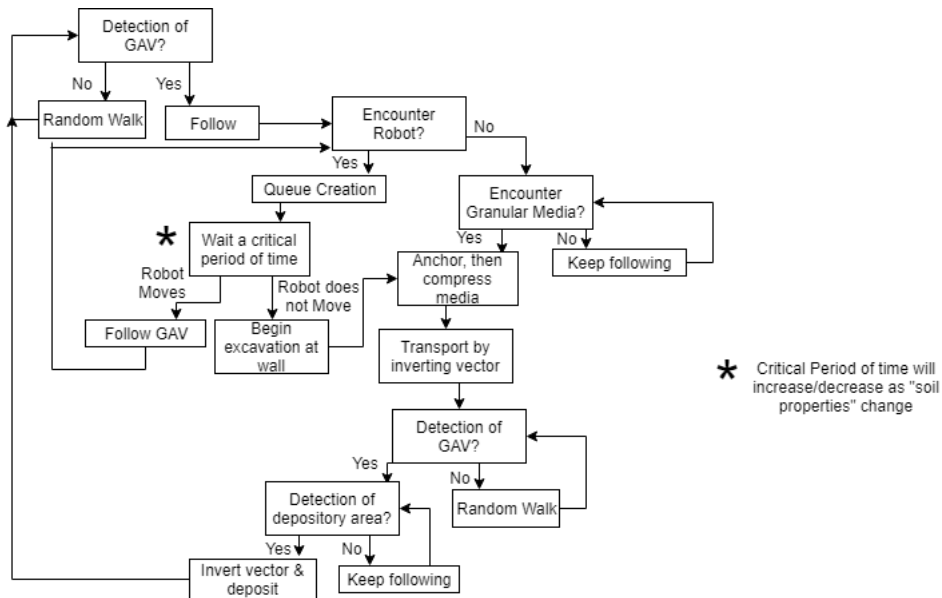 Detection of
GAV?
No
Yes
Random Walk
Follow
Encounter
Robot?
No
Yes
Queue Creation
Encounter
Granular Media?
*
Wait a critical
period of time
Yes
No
Keep following
Anchor, then
compress
media
Robot
Moves
Robot does
not Move
Follow GAV
Begin
excavation at
wall
Transport by
inverting vector
* Critical Period of time will
increase/decrease as "soil
properties" change
Detection of
GAV?
Yes
No
Random Walk
Detection of
depository area?
Yes
No
Invert vector &
deposit
Keep following